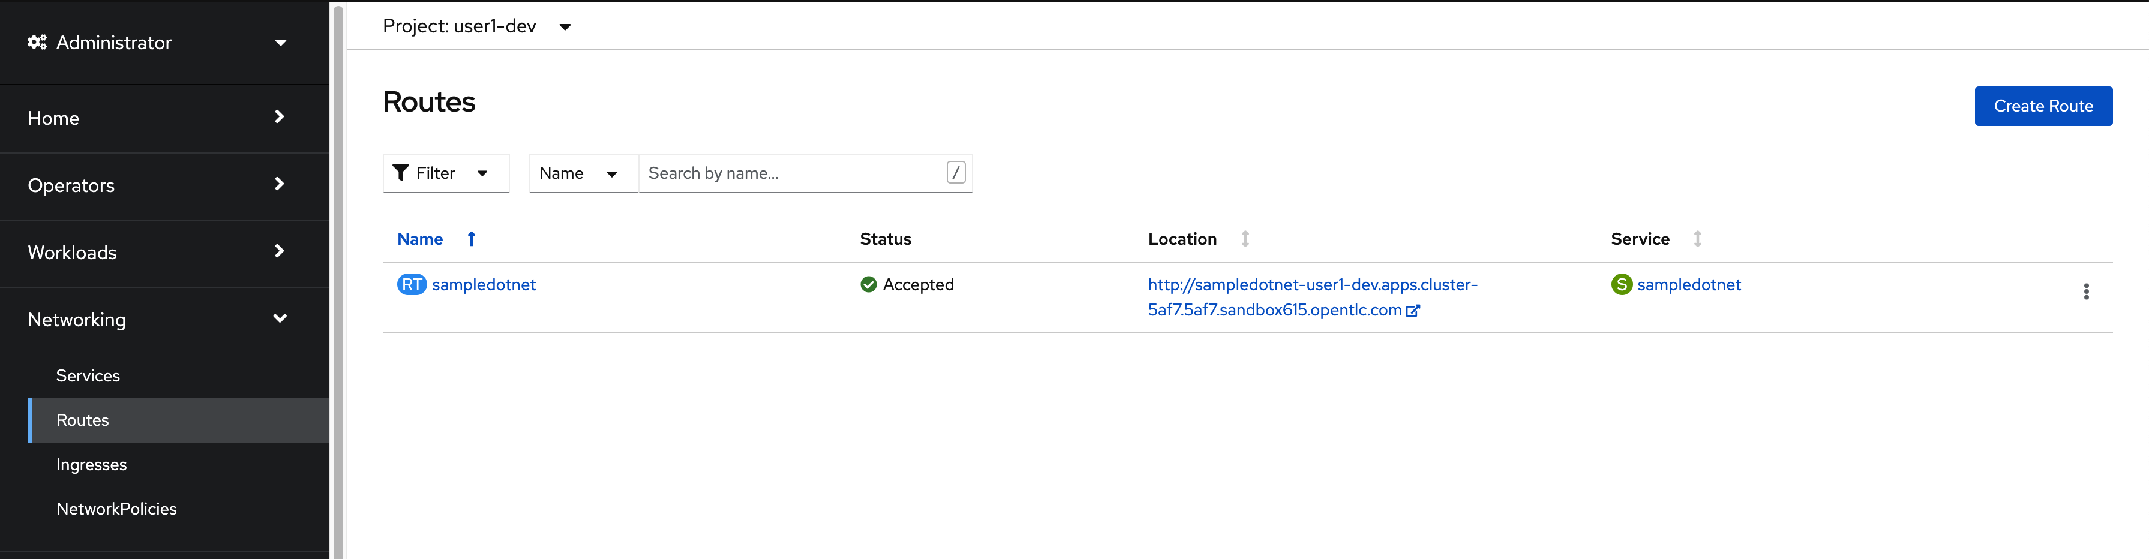 Administrator
Home
Operators
Workloads
Networking
Services
Routes
Ingresses
NetworkPolicies
Project: user1-dev
Routes
Create Route
Filter
Name
Search by name...
/
Name
Status
Location
Service
RT sampledotnet
Accepted
http://sampledotnet-user1-dev.apps.cluster-
5af7.5af7.sandbox615.opentlc.com
S sampledotnet